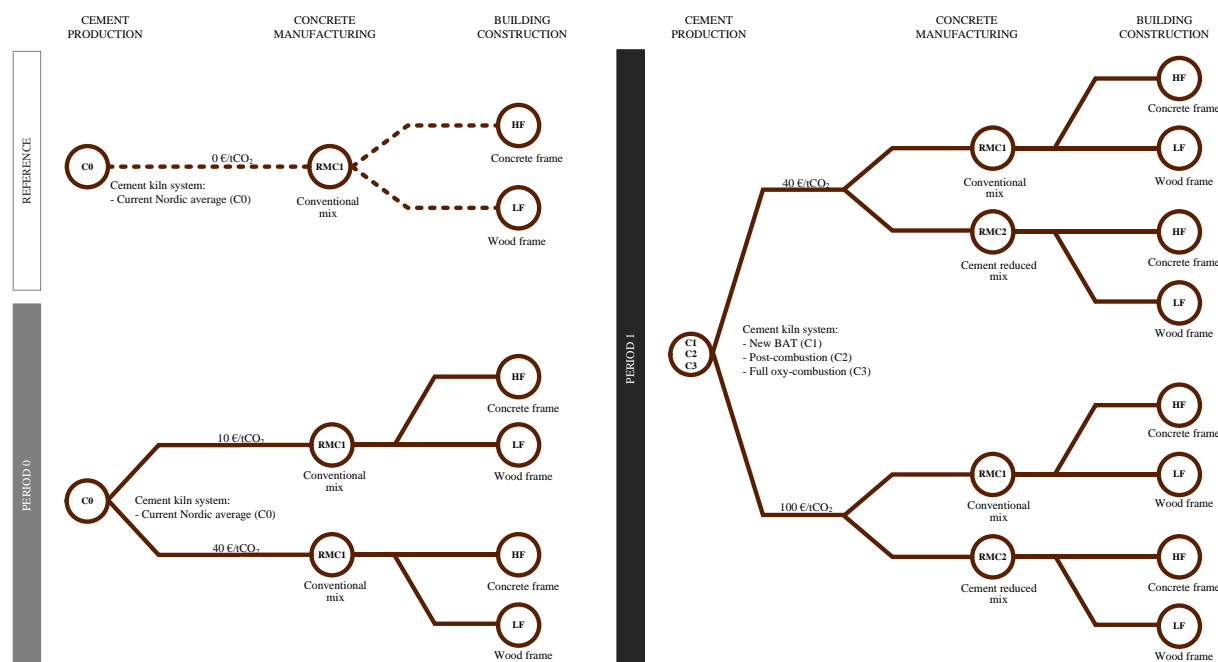 CEMENT
PRODUCTION
CONCRETE
MANUFACTURING
BUILDING
CONSTRUCTION
REFERENCE
C0
0 €/tCO₂
Cement kiln system:
- Current Nordic average (C0)
RMC1
Conventional
mix
HF
Concrete frame
LF
Wood frame
PERIOD 0
C0
Cement kiln system:
- Current Nordic average (C0)
10 €/tCO₂
RMC1
Conventional
mix
HF
Concrete frame
LF
Wood frame
40 €/tCO₂
RMC1
Conventional
mix
HF
Concrete frame
LF
Wood frame
CEMENT
PRODUCTION
CONCRETE
MANUFACTURING
BUILDING
CONSTRUCTION
PERIOD 1
C1
C2
C3
Cement kiln system:
- New BAT (C1)
- Post-combustion (C2)
- Full oxy-combustion (C3)
40 €/tCO₂
RMC1
Conventional
mix
HF
Concrete frame
LF
Wood frame
RMC2
Cement reduced
mix
HF
Concrete frame
LF
Wood frame
100 €/tCO₂
RMC1
Conventional
mix
HF
Concrete frame
LF
Wood frame
RMC2
Cement reduced
mix
HF
Concrete frame
LF
Wood frame